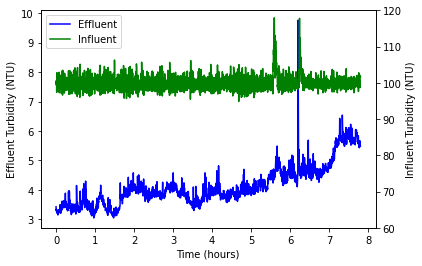 Effluent
Influent
10
9
8
7
6
5
4
3
Effluent Turbidity (NTU)
120
110
100
90
80
70
60
Influent Turbidity (NTU)
0 1 2 3 4 5 6 7 8
Time (hours)